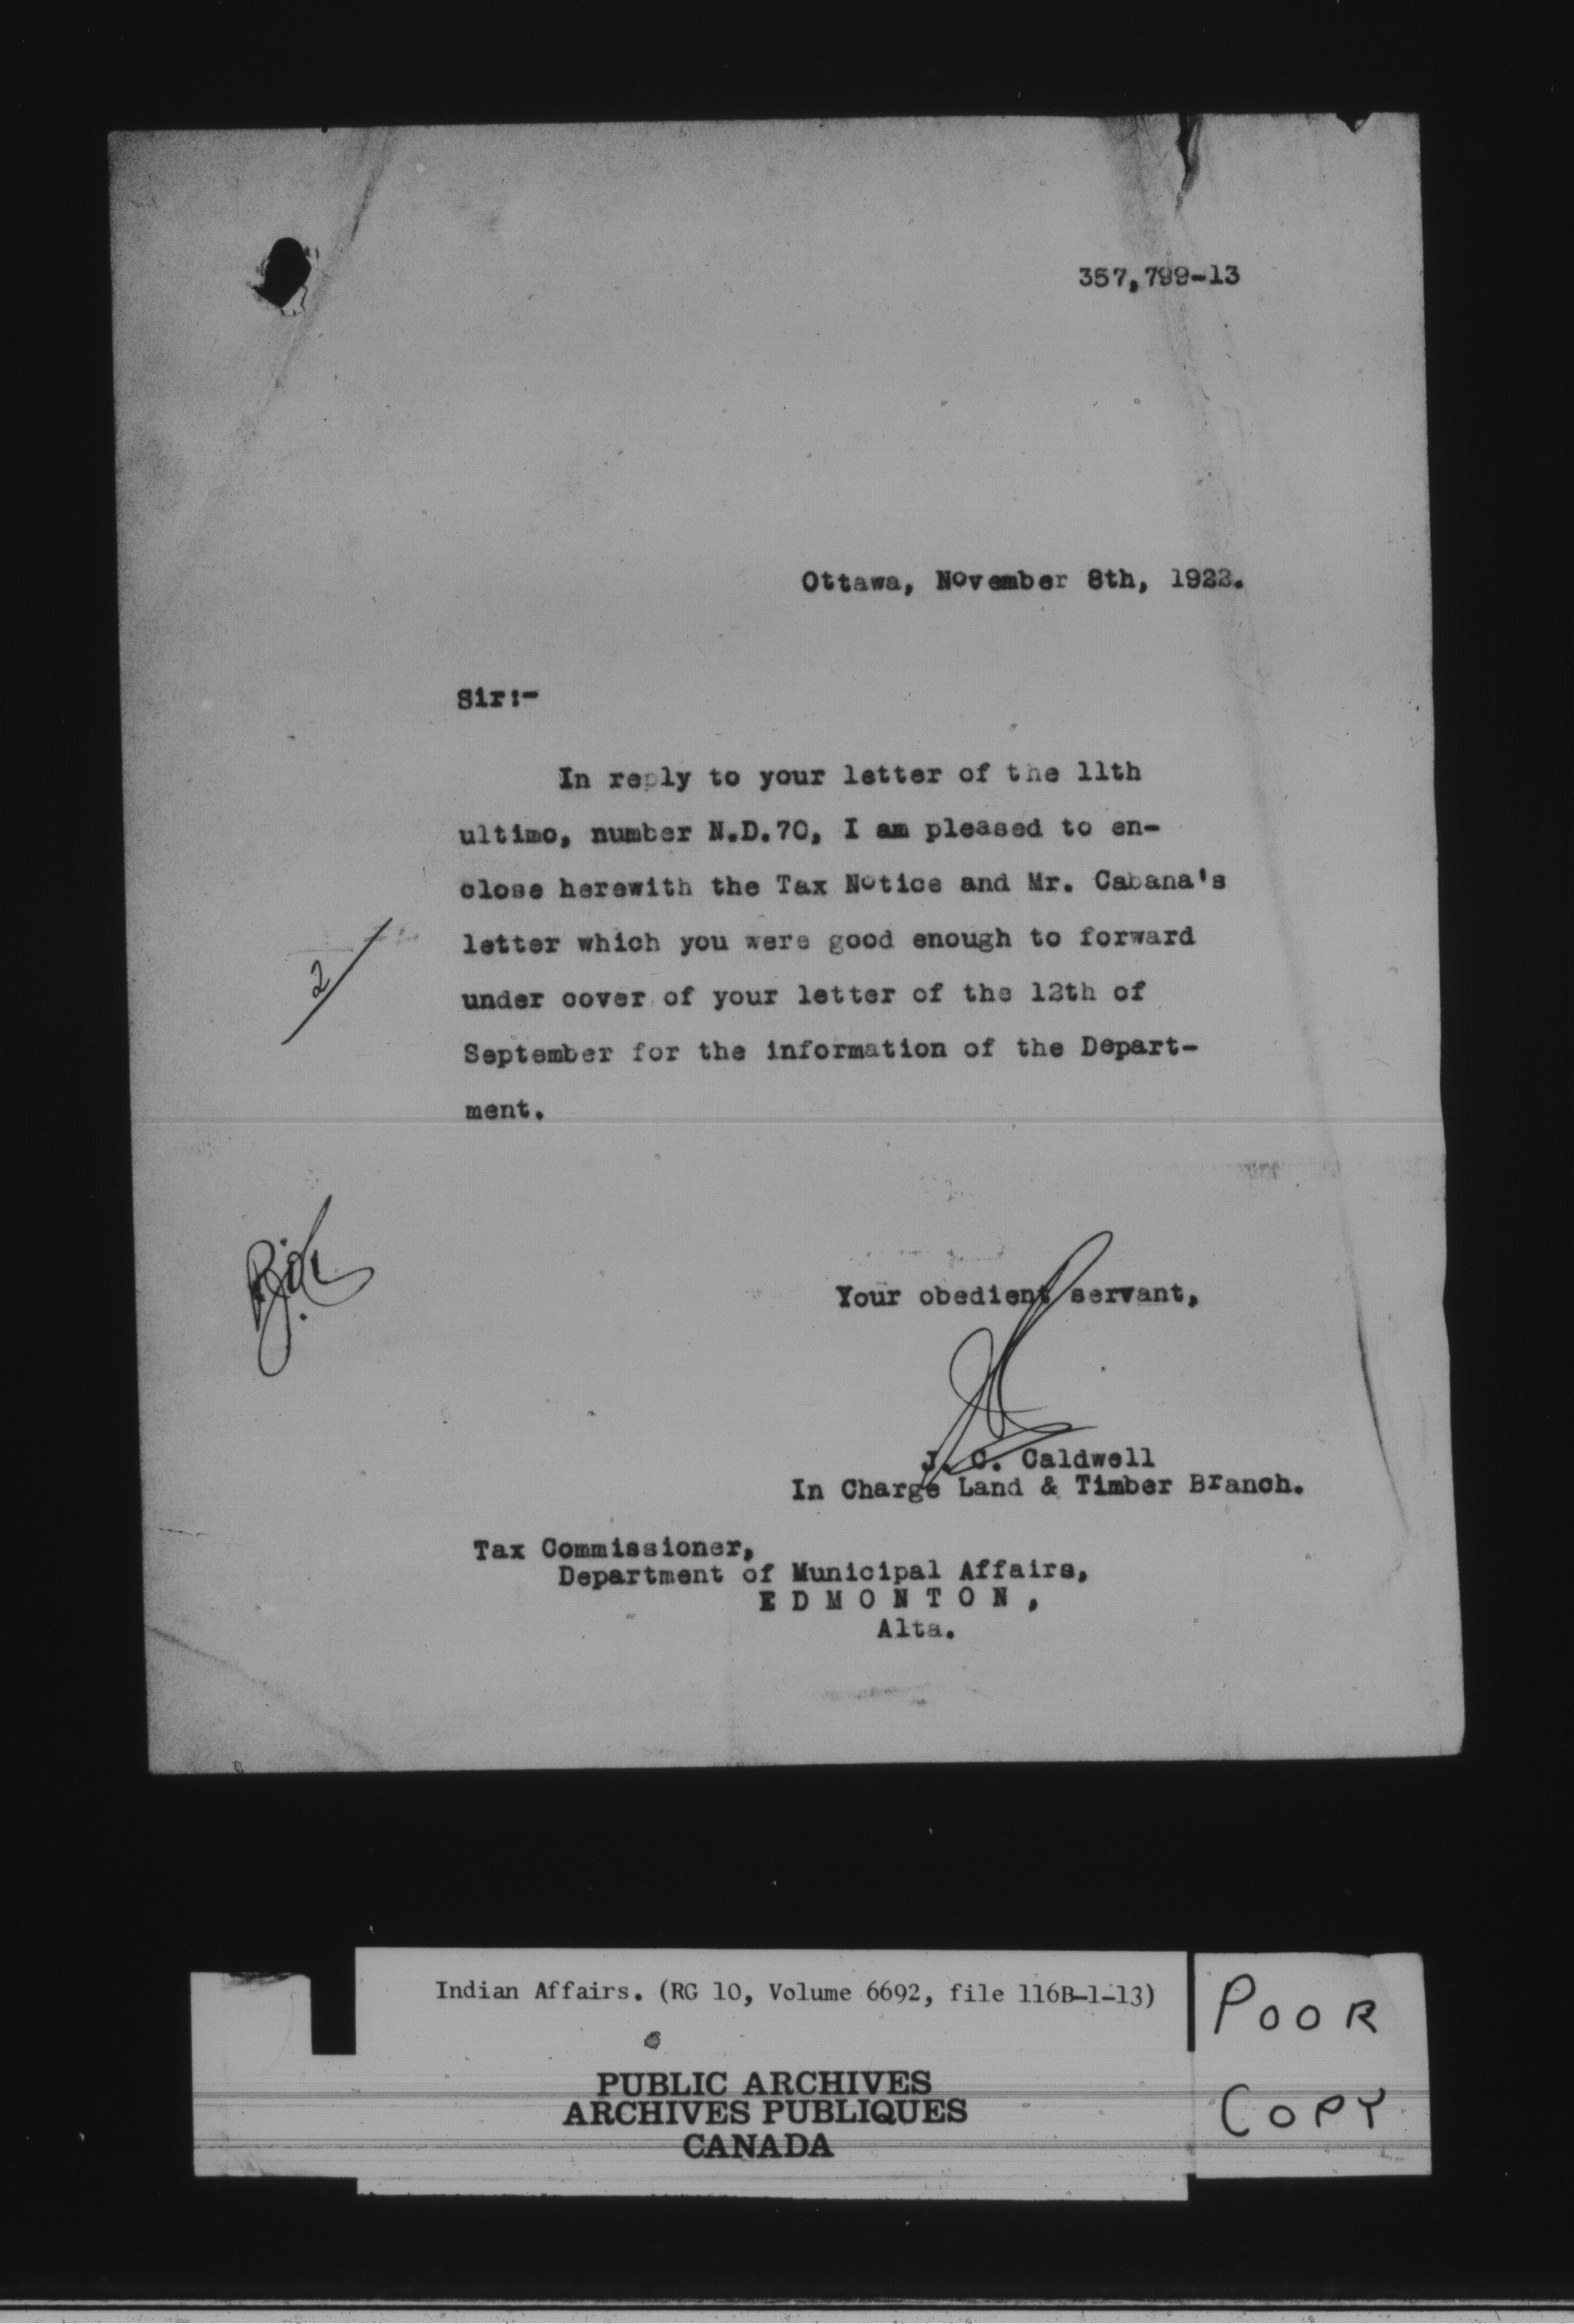 357,799-13
Ottawa, November 8th, 1922.
Sir:-
In reply to your letter of the 11th
ultimo, number N.D.70, I am pleased to en-
close herewith the Tax Notice and Mr. Cabana's
letter which you were good enough to forward
2
under cover of your letter of the 12th of
September for the information of the Depart-
ment.
Your obedient servant,
J. C. Caldwell
In Charge Land & Timber Branch.
Tax Commissioner,
Department of Municipal Affairs,
EDMONTON,
Alta.
Indian Affairs. (RG 10, Volume 6692, file 116B-1-13)
PUBLIC ARCHIVES
ARCHIVES PUBLIQUES
CANADA
POOR
COPY